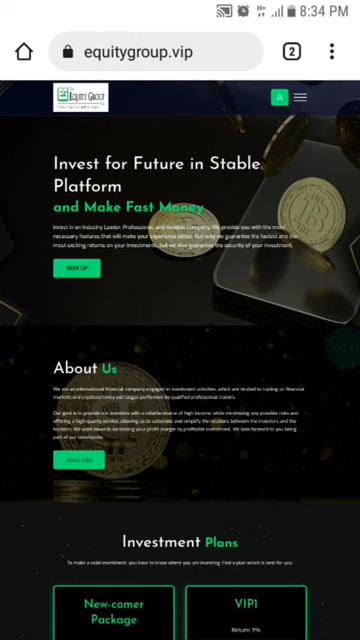 8:34 PM
equitygroup.vip
2
EQUITY GROUP
Invest for Future in Stable
Platform
and Make Fast Money
Invest in an Industry Leader, Professional, and Reliable Company. We provide you with the most
necessary features that will make your experience better. Not only we guarantee the fastest and the
most exciting returns on your investments, but we also guarantee the security of your investment.
SIGN UP
About Us
We are an international financial company engaged in investment activities, which are related to trading on financial
markets and cryptocurrency exchanges performed by qualified professional traders.
Our goal is to provide our investors with a reliable source of high income, while minimizing any possible risks and
offering a high-quality service, allowing us to automate and simplify the relations between the investors and the
trustees. We work towards increasing your profit margin by profitable investment. We look forward to you being
part of our community.
More Info
Investment Plans
To make a solid investment, you have to know where you are investing. Find a plan which is best for you.
New-comer
Package
VIP1
Return 3%